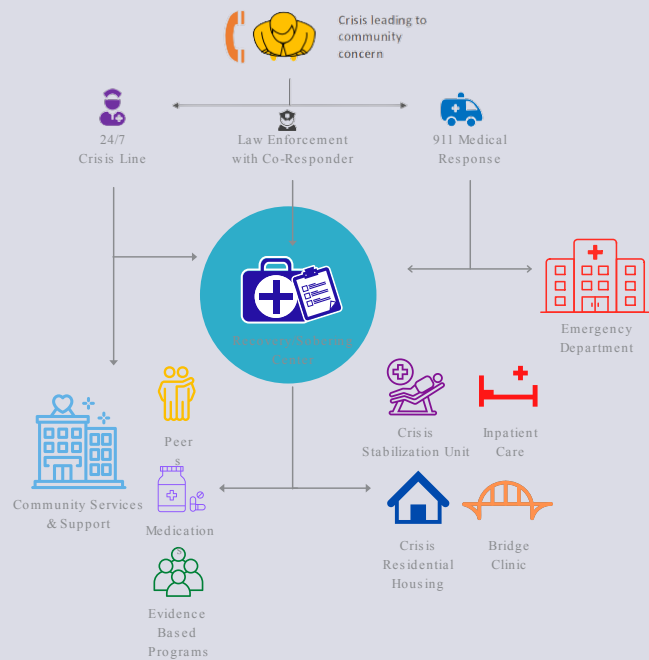 Crisis leading to
community
concern
24/7
Crisis Line
Law Enforcement
with Co-Responder
911 Medical
Response
Recovery/Sobering
Center
Emergency
Department
Peer
s
Crisis
Stabilization Unit
Inpatient
Care
Community Services
& Support
Medication
s
Crisis
Residential
Housing
Bridge
Clinic
Evidence
Based
Programs